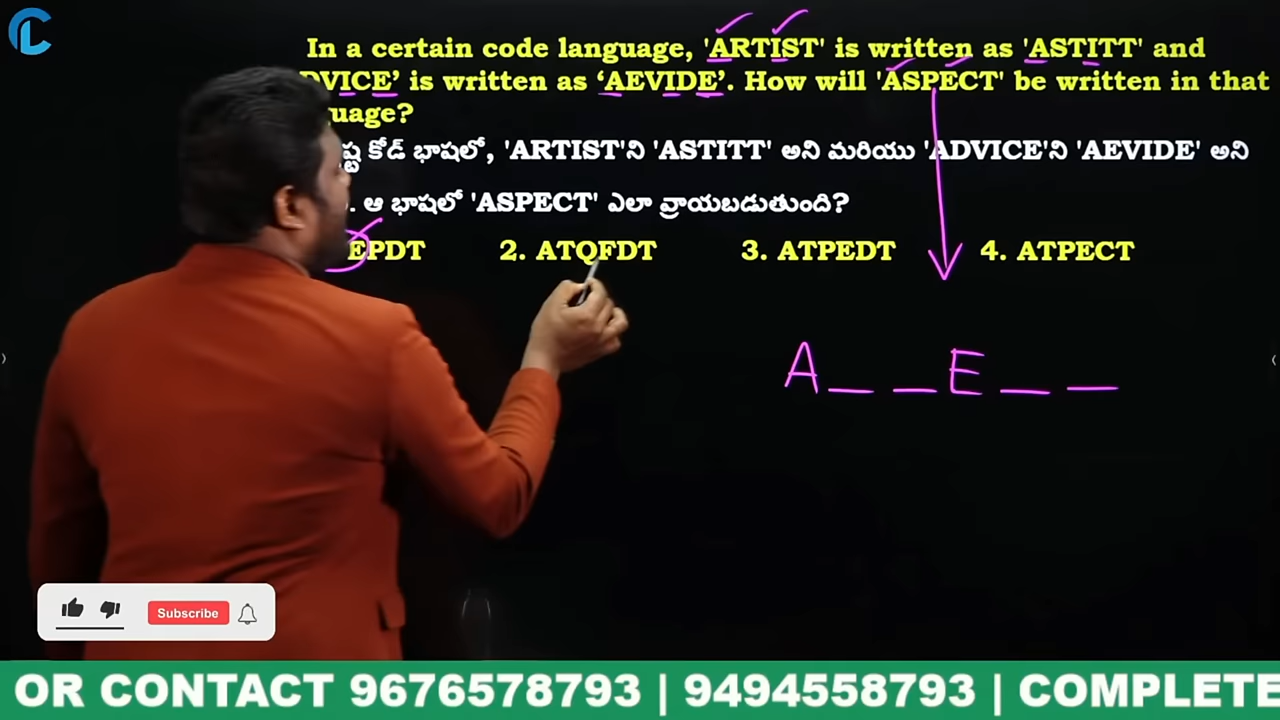 In a certain code language, 'ARTIST' is written as 'ASTITT' and
DVICE' is written as 'AEVIDE'. How will 'ASPECT' be written in that
uage?
కోడ్ భాషలో, 'ARTIST'ని 'ASTITT' అని మరియు 'ADVICE'ని 'AEVIDE' అని
. ఆ భాషలో 'ASPECT' ఎలా వ్రాయబడుతుంది?
EPDT 2. ATQFDT 3. ATPEDT 4. ATPECT
A _ _ E _ _
Subscribe
OR CONTACT 9676578793 | 9494558793 | COMPLETE